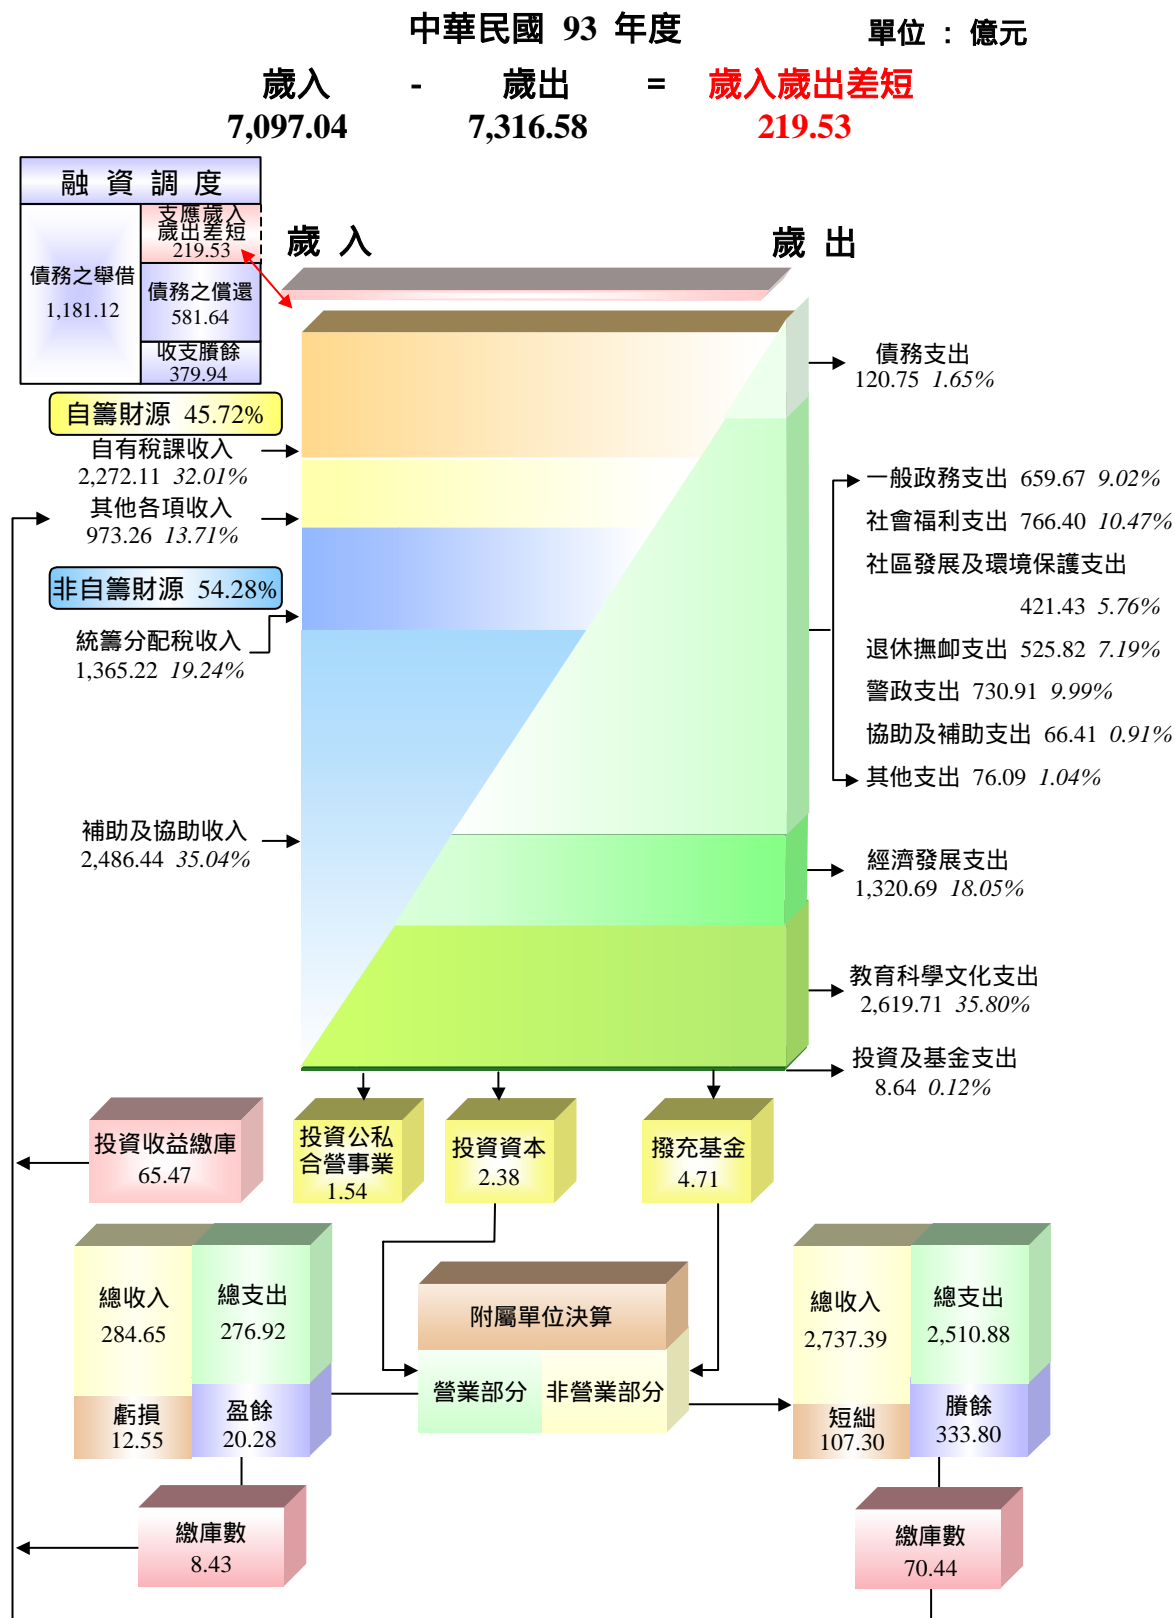 中華民國 93 年度
單位 : 億元
歲入 - 歲出 = 歲入歲出差短
7,097.04 7,316.58 219.53
融資調度
債務之舉借
1,181.12
支應歲入
歲出差短
219.53
債務之償還
581.64
收支賸餘
379.94
歲入
歲出
自籌財源 45.72%
自有稅課收入
2,272.11 32.01%
其他各項收入
973.26 13.71%
非自籌財源 54.28%
統籌分配稅收入
1,365.22 19.24%
補助及協助收入
2,486.44 35.04%
債務支出
120.75 1.65%
一般政務支出 659.67 9.02%
社會福利支出 766.40 10.47%
社區發展及環境保護支出
421.43 5.76%
退休撫卹支出 525.82 7.19%
警政支出 730.91 9.99%
協助及補助支出 66.41 0.91%
其他支出 76.09 1.04%
經濟發展支出
1,320.69 18.05%
教育科學文化支出
2,619.71 35.80%
投資及基金支出
8.64 0.12%
投資收益繳庫
65.47
投資公私
合營事業
1.54
投資資本
2.38
撥充基金
4.71
總收入
284.65
總支出
276.92
虧損
12.55
盈餘
20.28
附屬單位決算
營業部分
非營業部分
總收入
2,737.39
總支出
2,510.88
短絀
107.30
賸餘
333.80
繳庫數
8.43
繳庫數
70.44